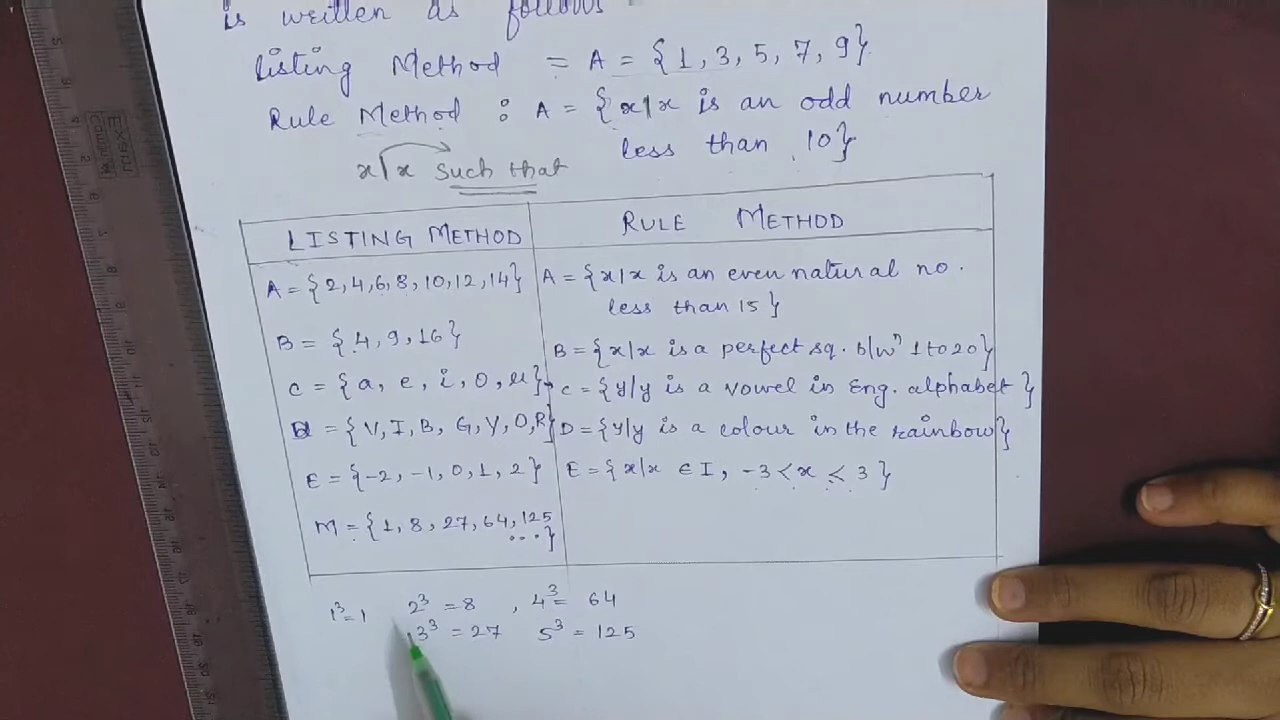 is written as follows
Listing Method = A = {1, 3, 5, 7, 9}
Rule Method : A = {x|x is an odd number
less than 10}
x|x such that
LISTING METHOD RULE METHOD
A = {2, 4, 6, 8, 10, 12, 14} A = {x|x is an even natural no.
less than 15}
B = {4, 9, 16} B = {x|x is a perfect sq. b/wⁿ 1 to 20}
C = {a, e, i, o, u} C = {y/y is a vowel in Eng. alphabet}
D = {V, I, B, G, Y, O, R} D = {y/y is a colour in the rainbow}
E = {-2, -1, 0, 1, 2} E = {x|x ∈ I, -3 < x < 3}
M = {1, 8, 27, 64, 125
...}
1³ = 1 2³ = 8 , 4³ = 64
3³ = 27 5³ = 125